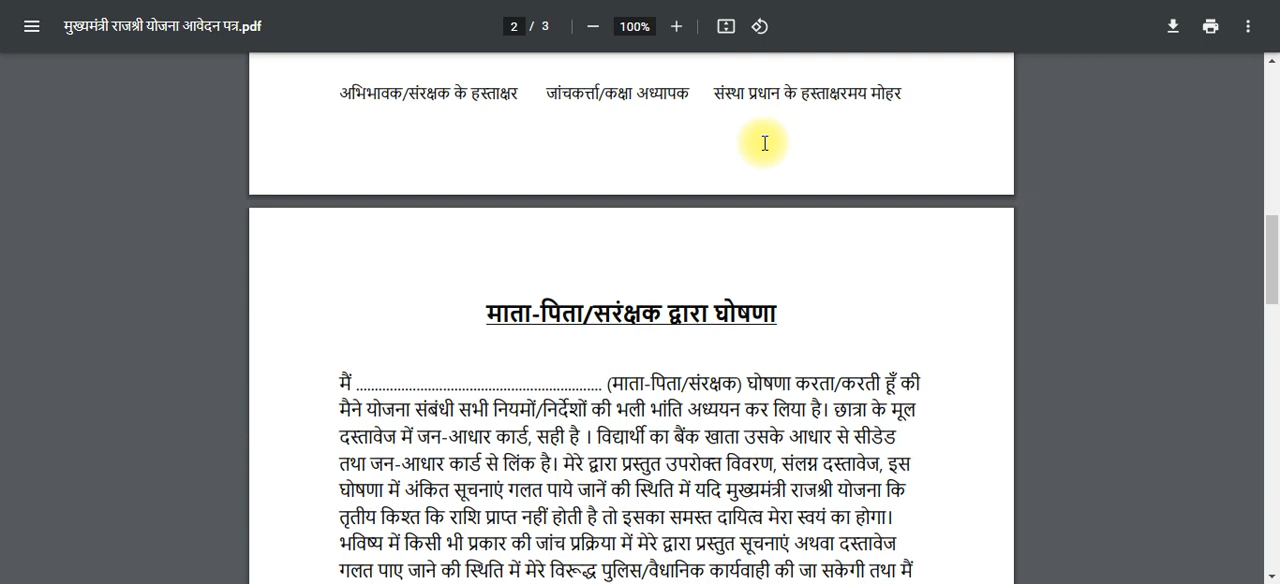 मुख्यमंत्री राजश्री योजना आवेदन पत्र.pdf
2 / 3
100%
अभिभावक/संरक्षक के हस्ताक्षर जांचकर्त्ता/कक्षा अध्यापक संस्था प्रधान के हस्ताक्षरमय मोहर
माता-पिता/सरंक्षक द्वारा घोषणा
मैं .................................................................. (माता-पिता/संरक्षक) घोषणा करता/करती हूँ की
मैने योजना संबंधी सभी नियमों/निर्देशों की भली भांति अध्ययन कर लिया है। छात्रा के मूल
दस्तावेज में जन-आधार कार्ड, सही है । विद्यार्थी का बैंक खाता उसके आधार से सीडेड
तथा जन-आधार कार्ड से लिंक है। मेरे द्वारा प्रस्तुत उपरोक्त विवरण, संलग्न दस्तावेज, इस
घोषणा में अंकित सूचनाएं गलत पाये जानें की स्थिति में यदि मुख्यमंत्री राजश्री योजना कि
तृतीय किश्त कि राशि प्राप्त नहीं होती है तो इसका समस्त दायित्व मेरा स्वयं का होगा।
भविष्य में किसी भी प्रकार की जांच प्रक्रिया में मेरे द्वारा प्रस्तुत सूचनाएं अथवा दस्तावेज
गलत पाए जाने की स्थिति में मेरे विरूद्ध पुलिस/वैधानिक कार्यवाही की जा सकेगी तथा मैं